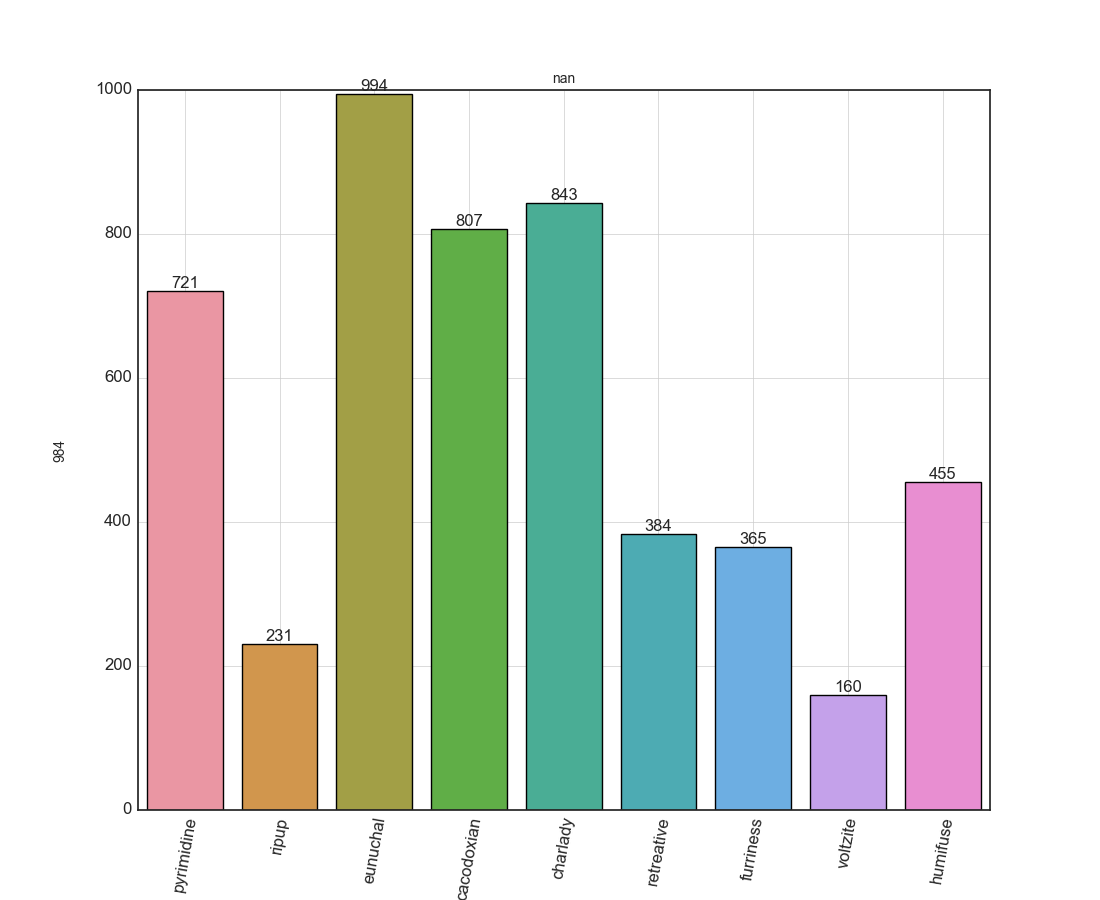 nan
1000
800
600
400
200
0
984
721
231
994
807
843
384
365
160
455
pyrimidine
ripup
eunuchal
cacodoxian
charlady
retreative
furriness
voltzite
humifuse